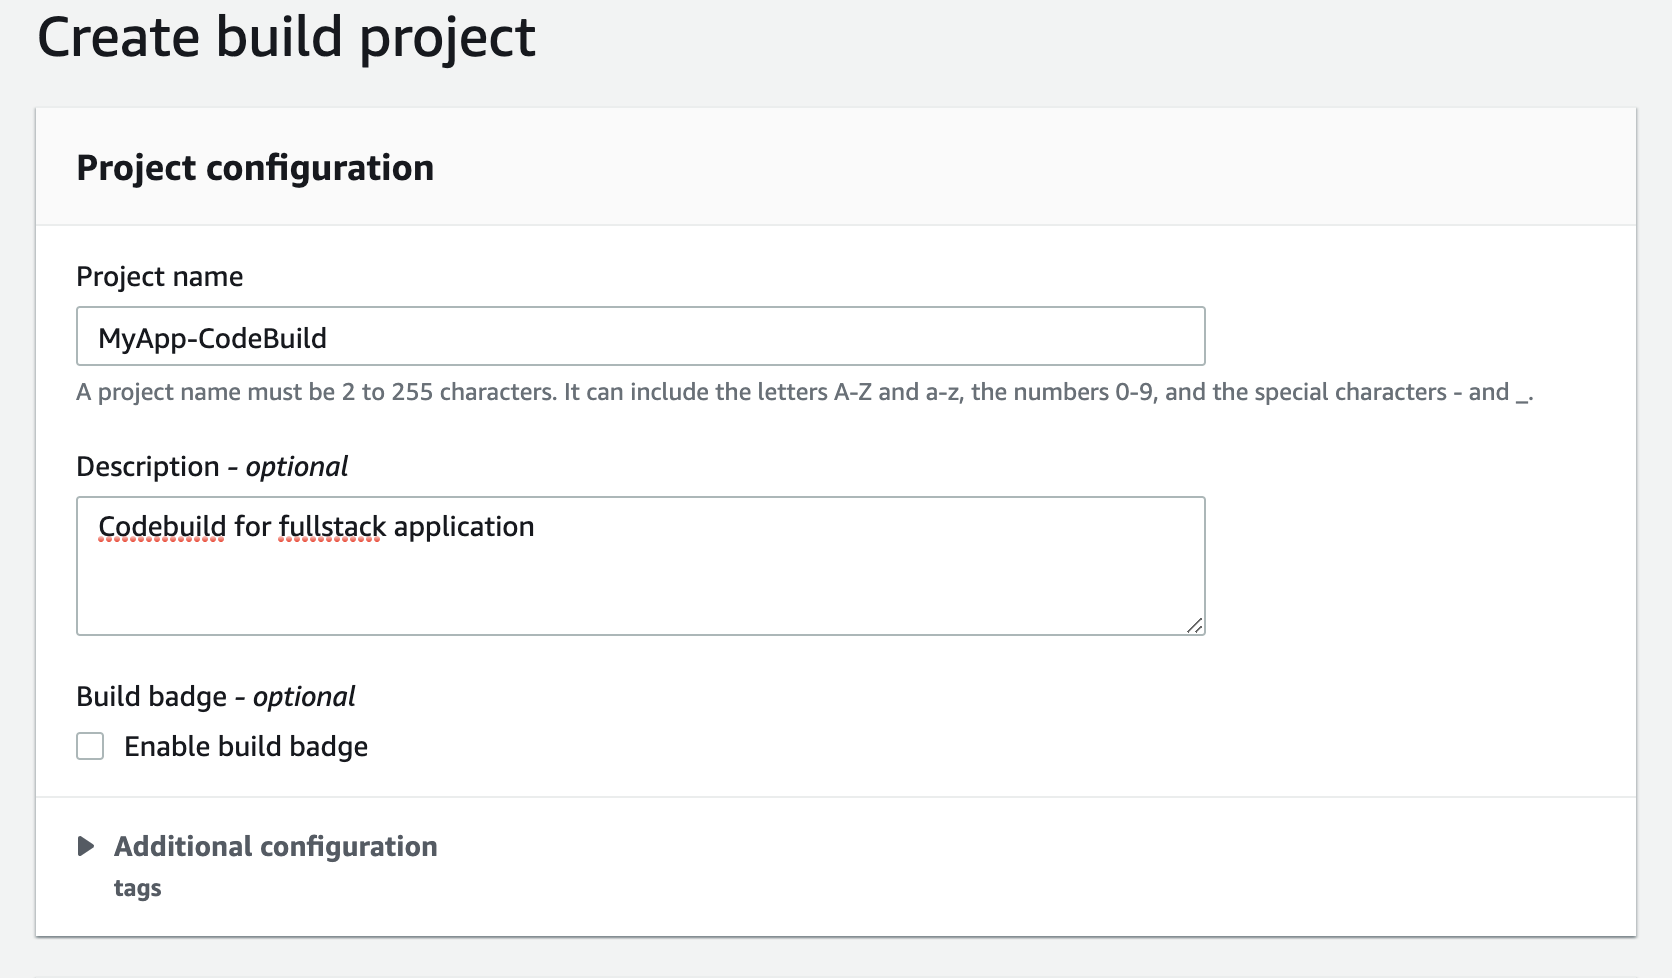 Create build project
Project configuration
Project name
MyApp-CodeBuild
A project name must be 2 to 255 characters. It can include the letters A-Z and a-z, the numbers 0-9, and the special characters - and _.
Description - optional
Codebuild for fullstack application
Build badge - optional
Enable build badge
Additional configuration
tags